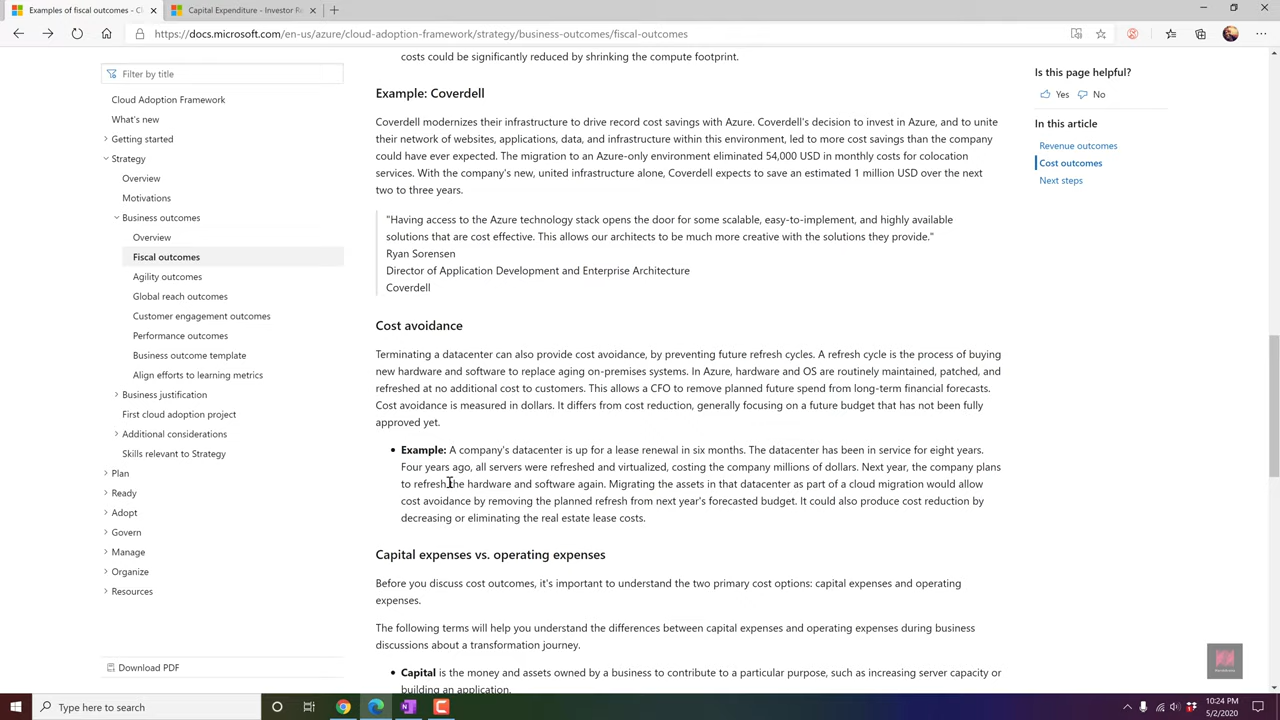 Examples of fiscal outcomes - Cl
Capital Expenditure - Investor Re
https://docs.microsoft.com/en-us/azure/cloud-adoption-framework/strategy/business-outcomes/fiscal-outcomes
Filter by title
Cloud Adoption Framework
What's new
Getting started
Strategy
Overview
Motivations
Business outcomes
Overview
Fiscal outcomes
Agility outcomes
Global reach outcomes
Customer engagement outcomes
Performance outcomes
Business outcome template
Align efforts to learning metrics
Business justification
First cloud adoption project
Additional considerations
Skills relevant to Strategy
Plan
Ready
Adopt
Govern
Manage
Organize
Resources
Download PDF
costs could be significantly reduced by shrinking the compute footprint.
Example: Coverdell
Coverdell modernizes their infrastructure to drive record cost savings with Azure. Coverdell's decision to invest in Azure, and to unite
their network of websites, applications, data, and infrastructure within this environment, led to more cost savings than the company
could have ever expected. The migration to an Azure-only environment eliminated 54,000 USD in monthly costs for colocation
services. With the company's new, united infrastructure alone, Coverdell expects to save an estimated 1 million USD over the next
two to three years.
"Having access to the Azure technology stack opens the door for some scalable, easy-to-implement, and highly available
solutions that are cost effective. This allows our architects to be much more creative with the solutions they provide."
Ryan Sorensen
Director of Application Development and Enterprise Architecture
Coverdell
Cost avoidance
Terminating a datacenter can also provide cost avoidance, by preventing future refresh cycles. A refresh cycle is the process of buying
new hardware and software to replace aging on-premises systems. In Azure, hardware and OS are routinely maintained, patched, and
refreshed at no additional cost to customers. This allows a CFO to remove planned future spend from long-term financial forecasts.
Cost avoidance is measured in dollars. It differs from cost reduction, generally focusing on a future budget that has not been fully
approved yet.
• Example: A company's datacenter is up for a lease renewal in six months. The datacenter has been in service for eight years.
Four years ago, all servers were refreshed and virtualized, costing the company millions of dollars. Next year, the company plans
to refresh the hardware and software again. Migrating the assets in that datacenter as part of a cloud migration would allow
cost avoidance by removing the planned refresh from next year's forecasted budget. It could also produce cost reduction by
decreasing or eliminating the real estate lease costs.
Capital expenses vs. operating expenses
Before you discuss cost outcomes, it's important to understand the two primary cost options: capital expenses and operating
expenses.
The following terms will help you understand the differences between capital expenses and operating expenses during business
discussions about a transformation journey.
• Capital is the money and assets owned by a business to contribute to a particular purpose, such as increasing server capacity or
building an application.
Is this page helpful?
Yes No
In this article
Revenue outcomes
Cost outcomes
Next steps
Type here to search
10:24 PM
5/2/2020